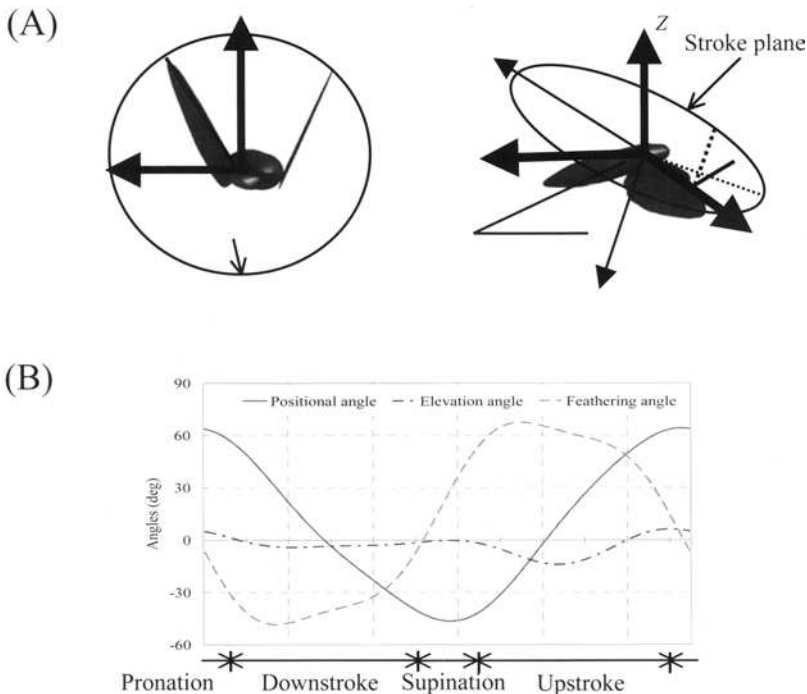 (A)
Z
Stroke plane
(B)
90
Positional angle Elevation angle Feathering angle
60
30
0
-30
-60
Angles (deg)
Pronation Downstroke Supination Upstroke